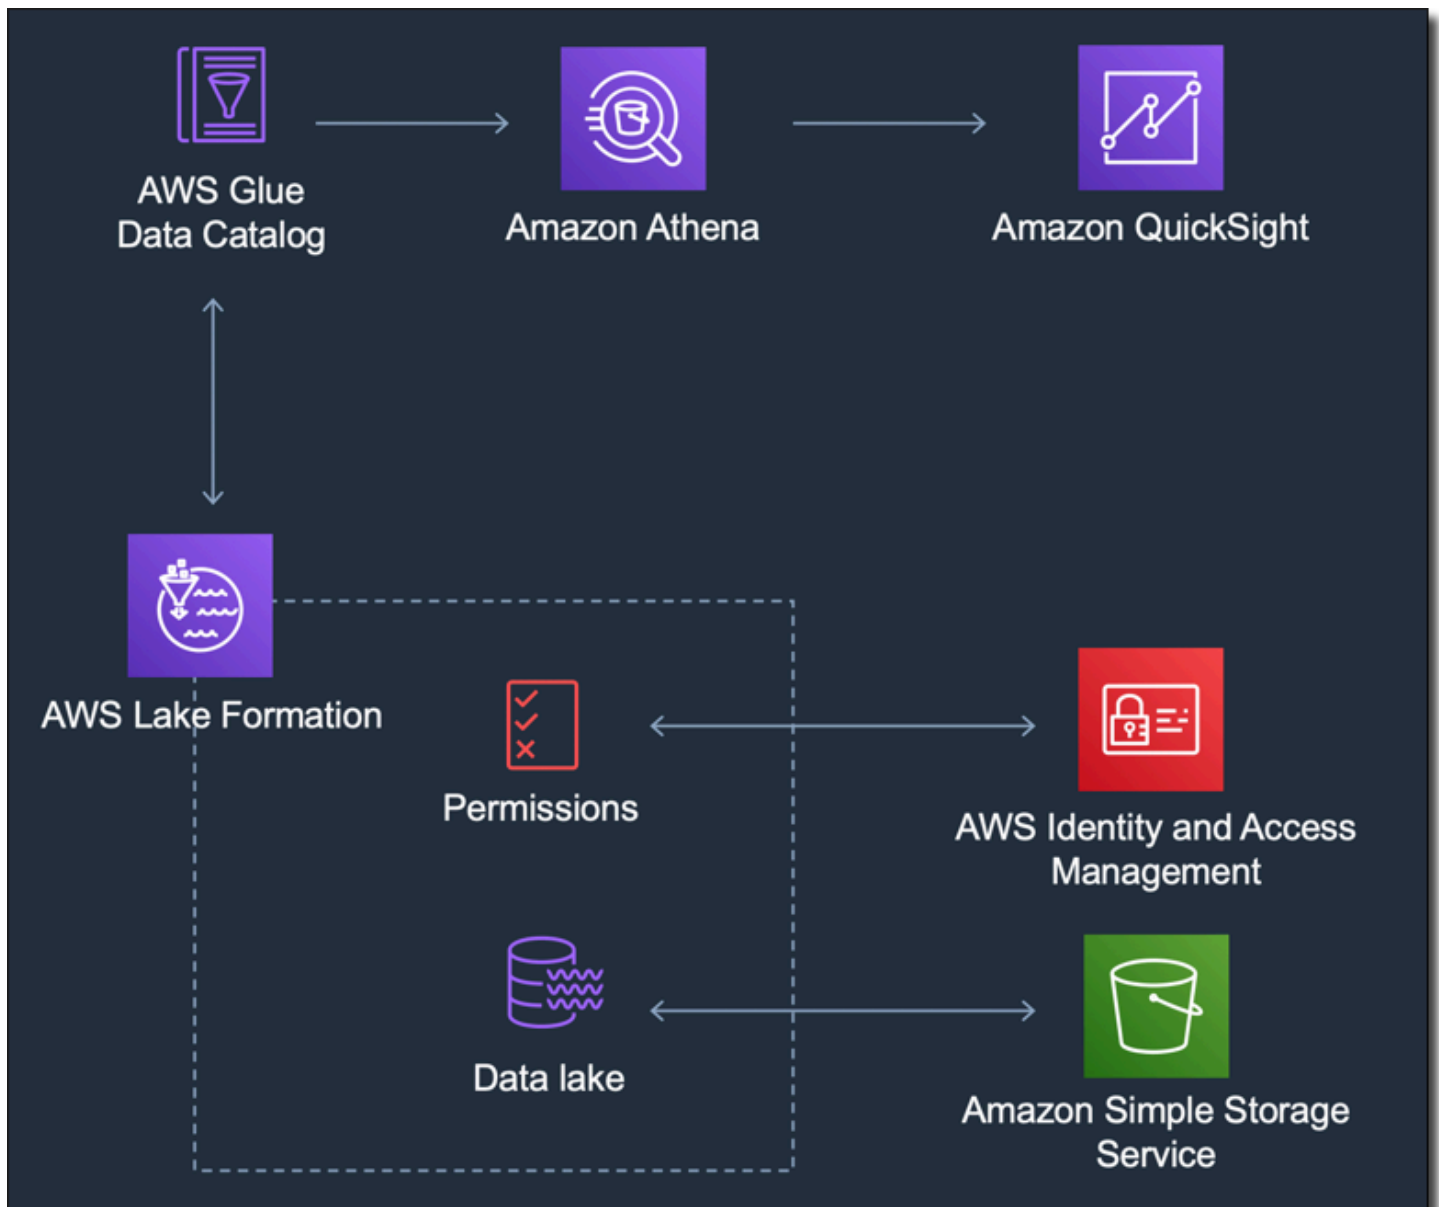 AWS Glue
Data Catalog
Amazon Athena
Amazon QuickSight
AWS Lake Formation
Permissions
AWS Identity and Access
Management
Data lake
Amazon Simple Storage
Service